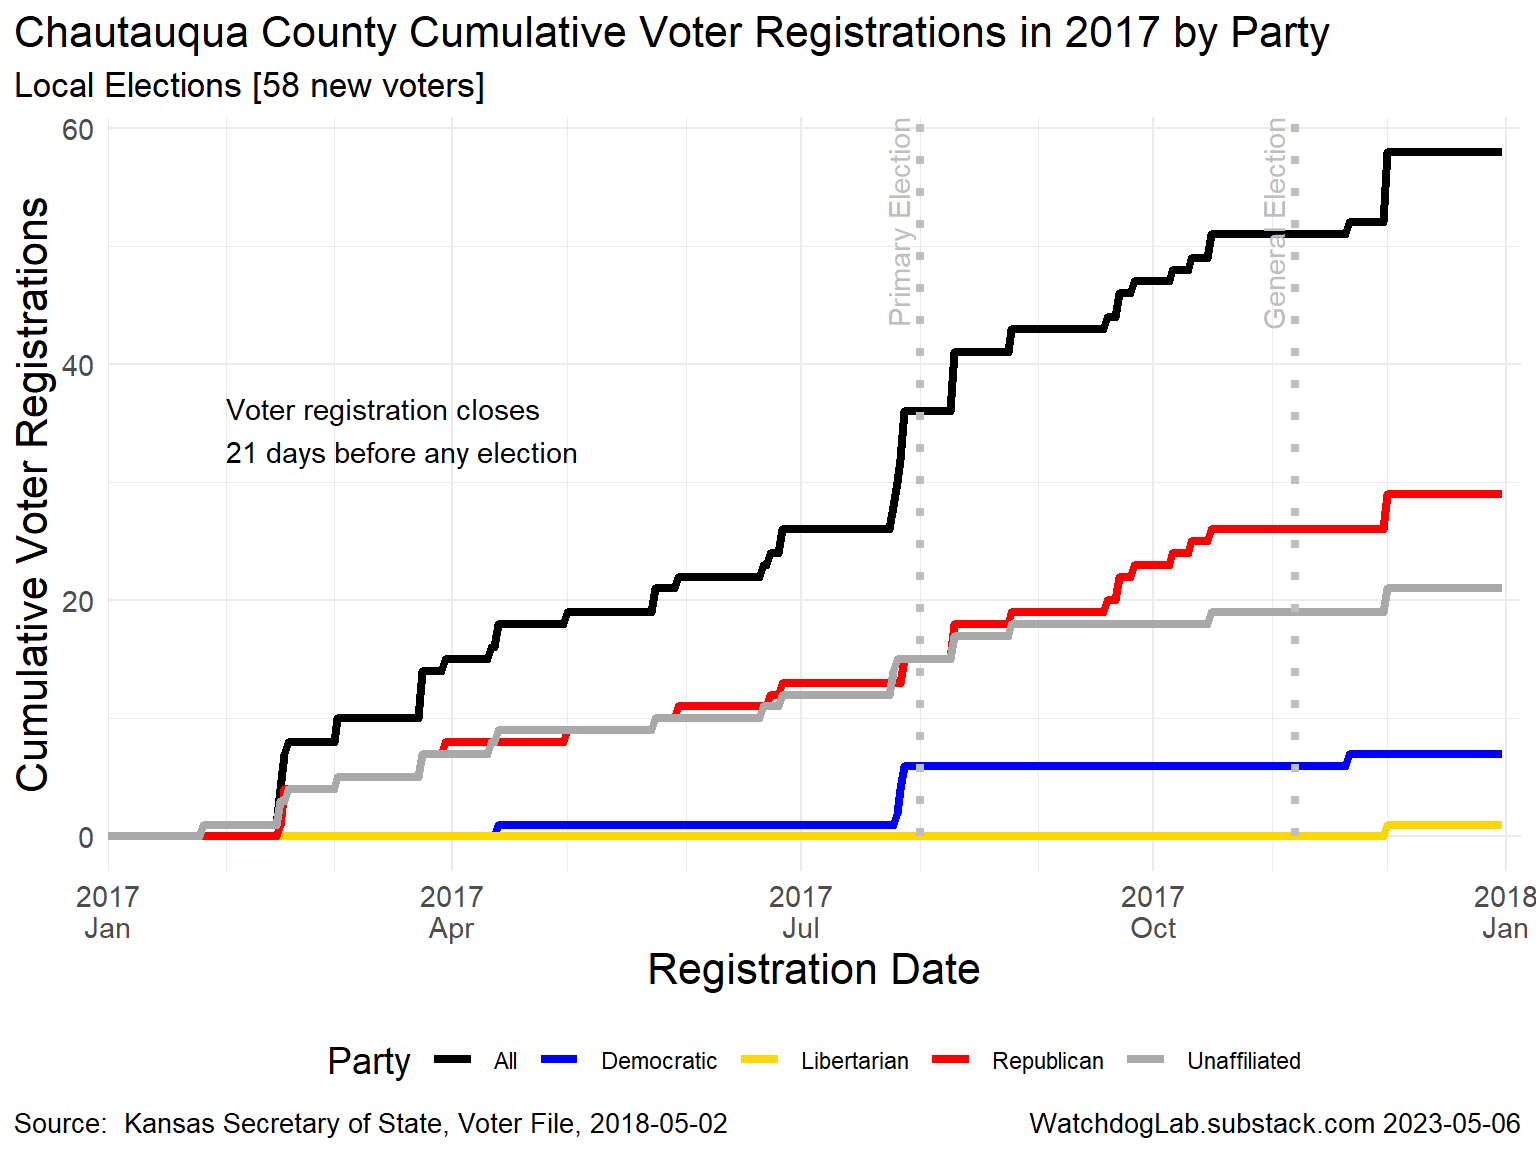 Chautauqua County Cumulative Voter Registrations in 2017 by Party
Local Elections [58 new voters]
Cumulative Voter Registrations
60
40
20
0
Primary Election
General Election
Voter registration closes
21 days before any election
2017 2017 2017 2017 2018
Jan Apr Jul Oct Jan
Registration Date
Party All Democratic Libertarian Republican Unaffiliated
Source:  Kansas Secretary of State, Voter File, 2018-05-02
WatchdogLab.substack.com 2023-05-06